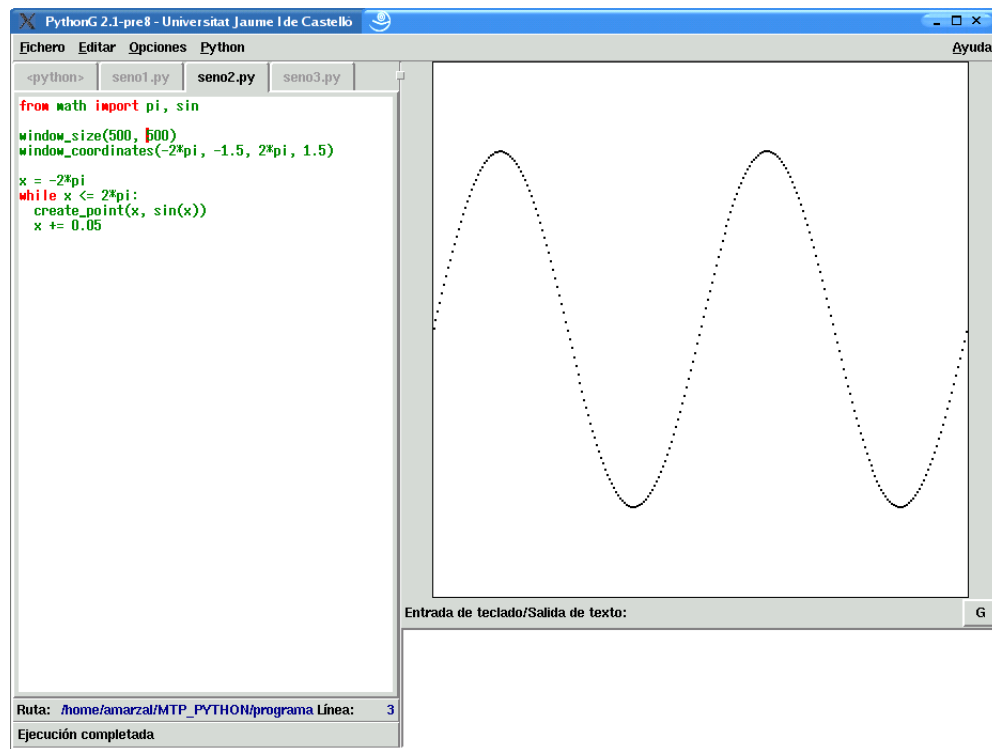 PythonG 2.1-pre8 - Universitat Jaume I de Castelló
Fichero Editar Opciones Python Ayuda
<python> seno1.py seno2.py seno3.py
from math import pi, sin
window_size(500, 500)
window_coordinates(-2*pi, -1.5, 2*pi, 1.5)
x = -2*pi
while x <= 2*pi:
  create_point(x, sin(x))
  x += 0.05
Entrada de teclado/Salida de texto: G
Ruta: /home/amarzal/MTP_PYTHON/programa Línea: 3
Ejecución completada